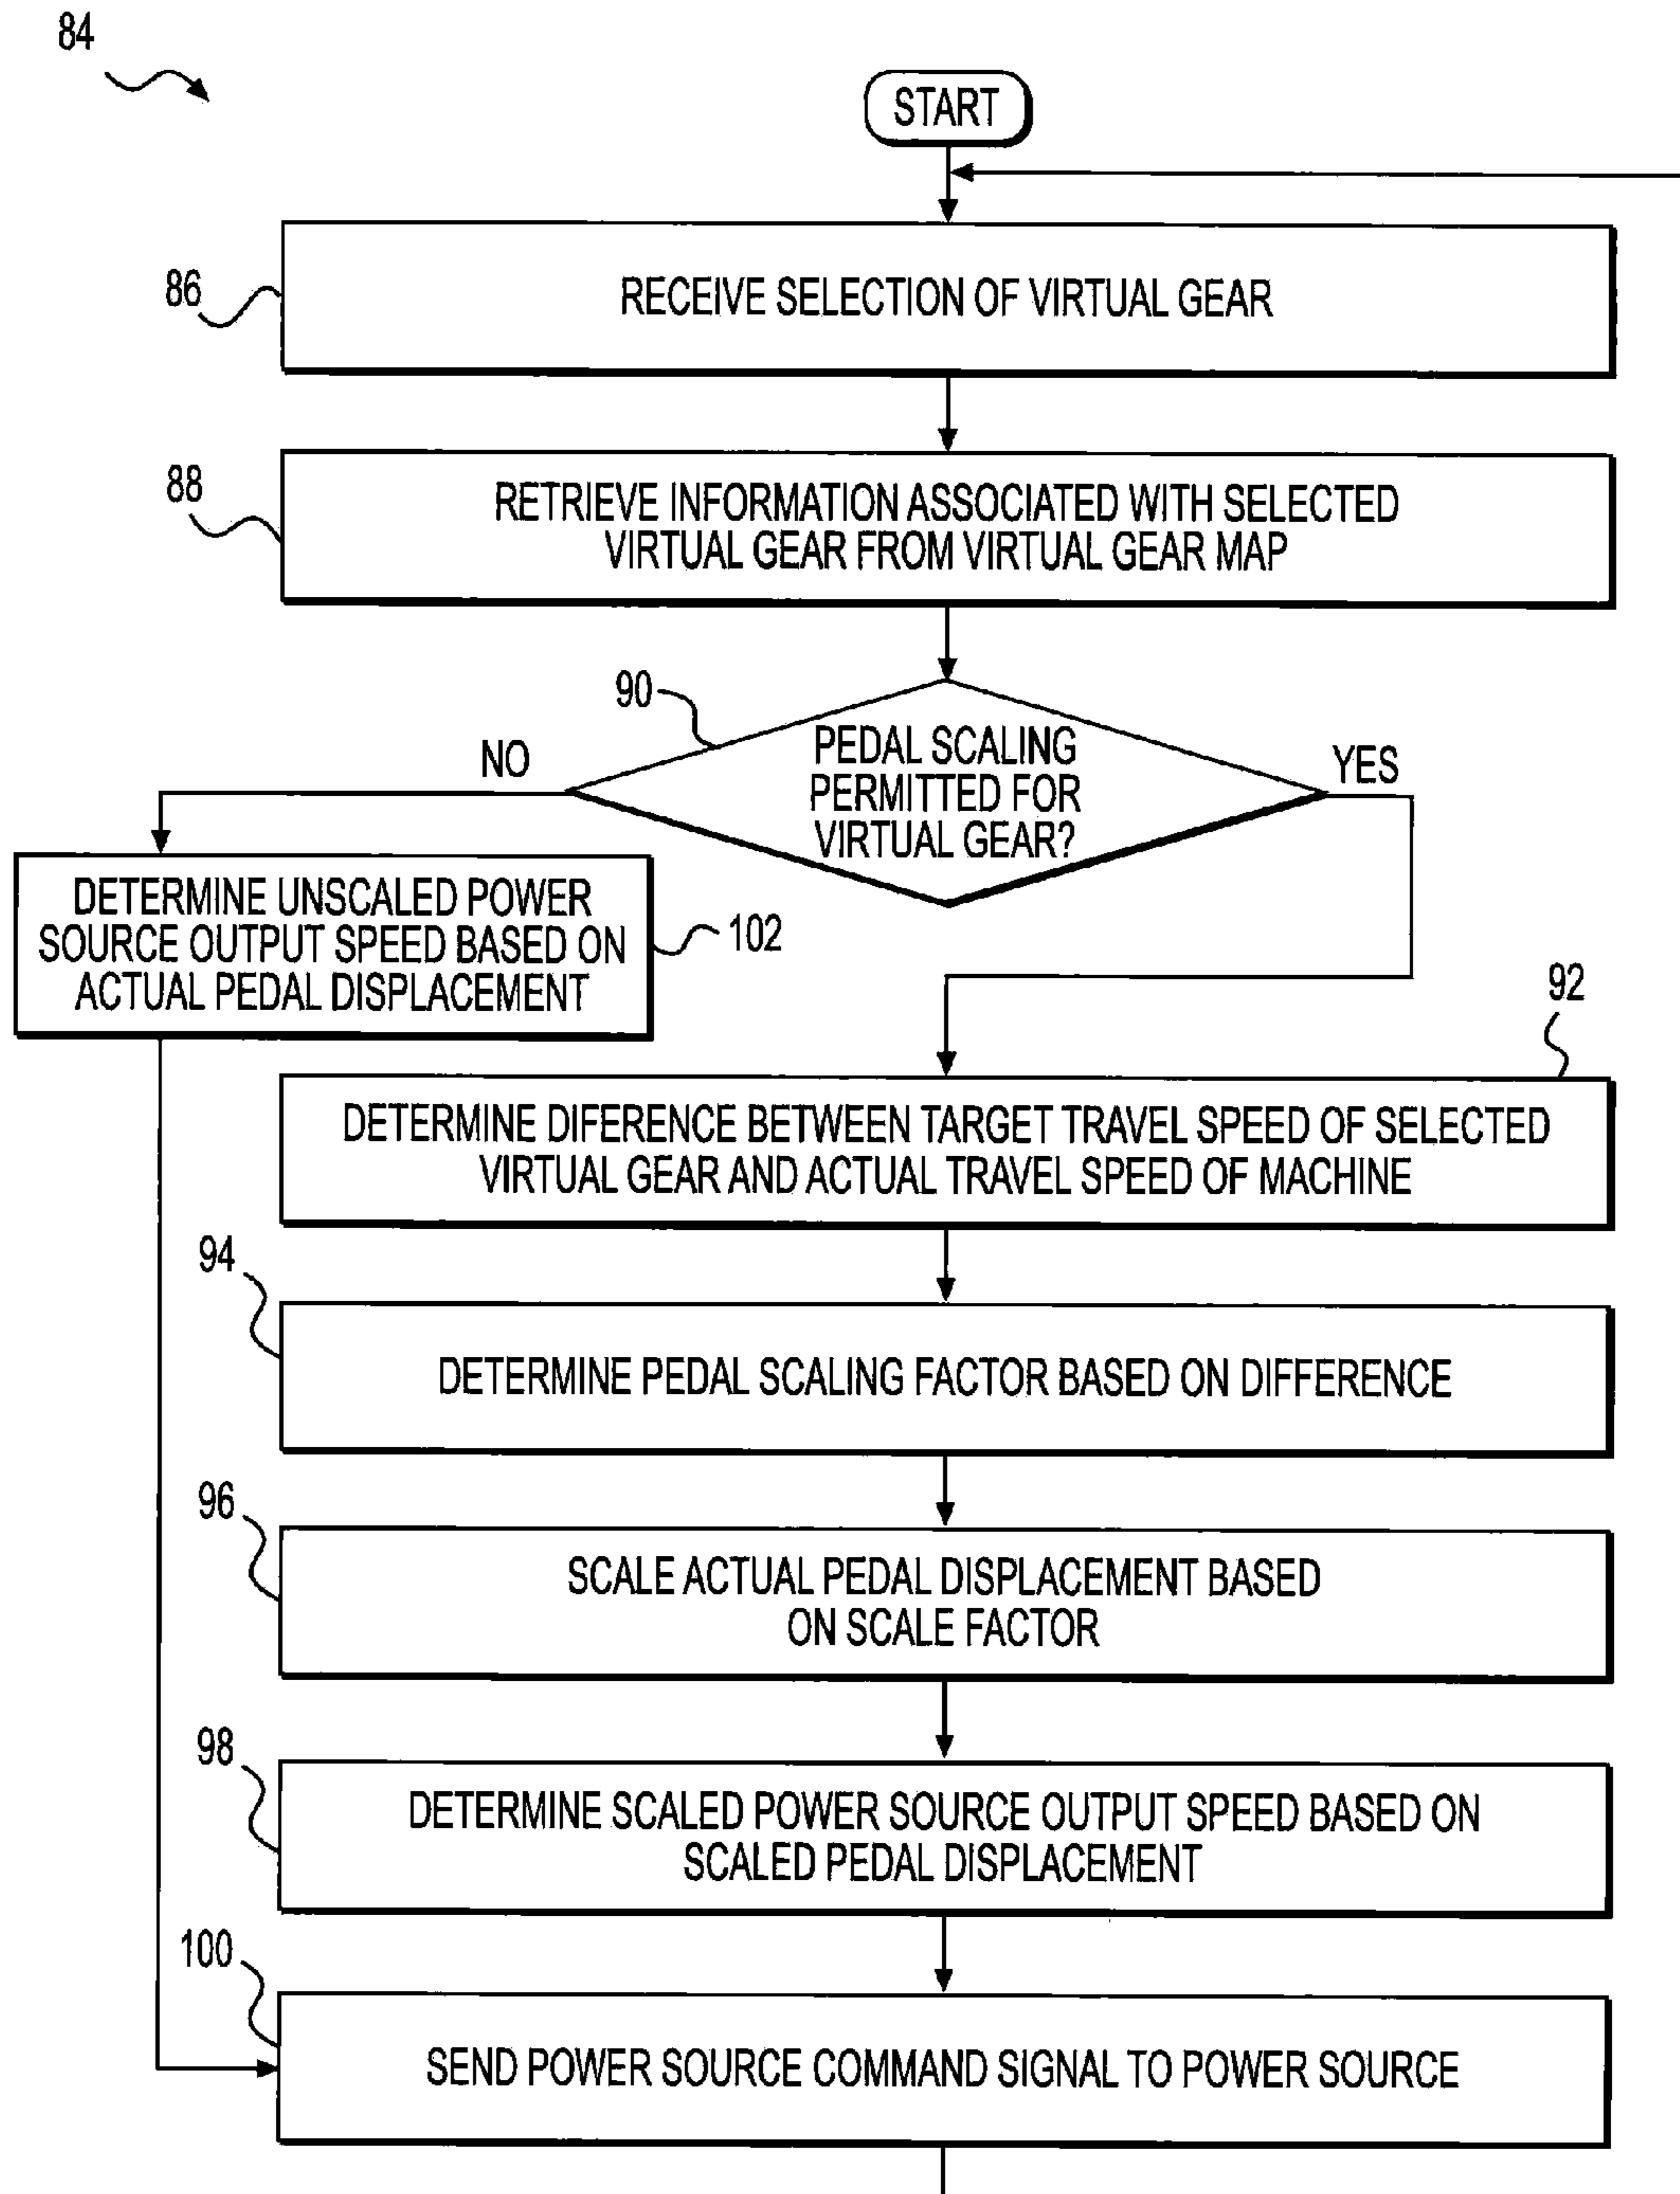 84
START
86
RECEIVE SELECTION OF VIRTUAL GEAR
88
RETRIEVE INFORMATION ASSOCIATED WITH SELECTED
VIRTUAL GEAR FROM VIRTUAL GEAR MAP
90
NO
PEDAL SCALING
PERMITTED FOR
VIRTUAL GEAR?
YES
DETERMINE UNSCALED POWER
SOURCE OUTPUT SPEED BASED ON
ACTUAL PEDAL DISPLACEMENT
102
92
DETERMINE DIFERENCE BETWEEN TARGET TRAVEL SPEED OF SELECTED
VIRTUAL GEAR AND ACTUAL TRAVEL SPEED OF MACHINE
94
DETERMINE PEDAL SCALING FACTOR BASED ON DIFFERENCE
96
SCALE ACTUAL PEDAL DISPLACEMENT BASED
ON SCALE FACTOR
98
DETERMINE SCALED POWER SOURCE OUTPUT SPEED BASED ON
SCALED PEDAL DISPLACEMENT
100
SEND POWER SOURCE COMMAND SIGNAL TO POWER SOURCE